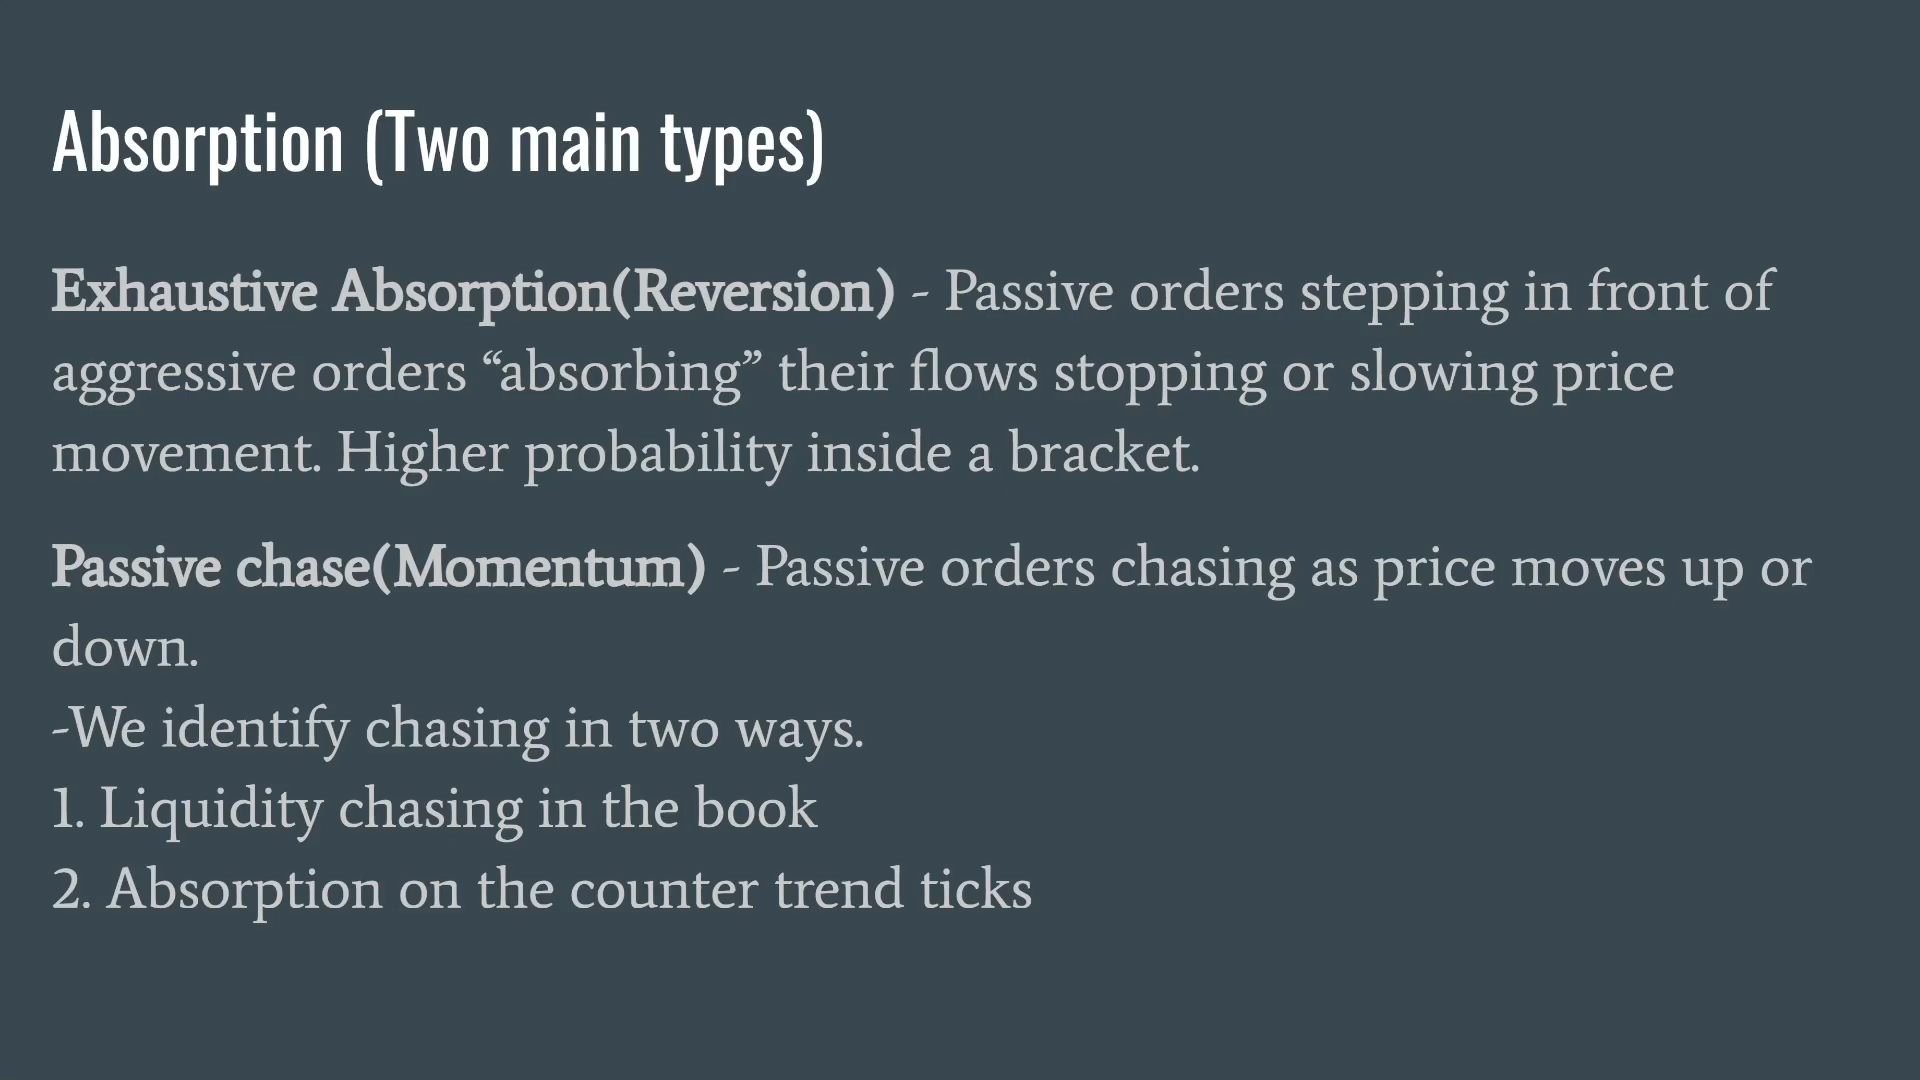 Absorption (Two main types)
Exhaustive Absorption(Reversion) - Passive orders stepping in front of
aggressive orders “absorbing” their flows stopping or slowing price
movement. Higher probability inside a bracket.
Passive chase(Momentum) - Passive orders chasing as price moves up or
down.
-We identify chasing in two ways.
1. Liquidity chasing in the book
2. Absorption on the counter trend ticks